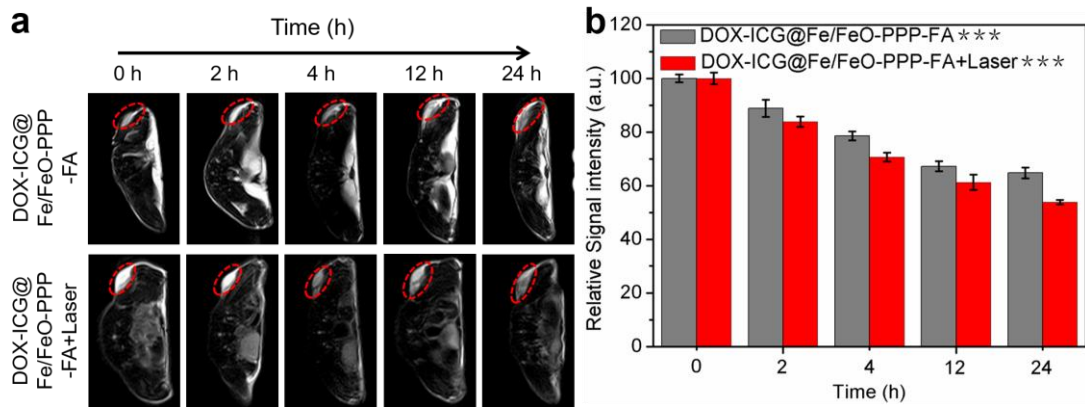 a
Time (h)
0 h
2 h
4 h
12 h
24 h
DOX-ICG@
Fe/FeO-PPP
-FA
DOX-ICG@
Fe/FeO-PPP
-FA+Laser
b
DOX-ICG@Fe/FeO-PPP-FA***
DOX-ICG@Fe/FeO-PPP-FA+Laser***
Relative Signal intensity (a.u.)
120
100
80
60
40
20
0
0
2
4
12
24
Time (h)